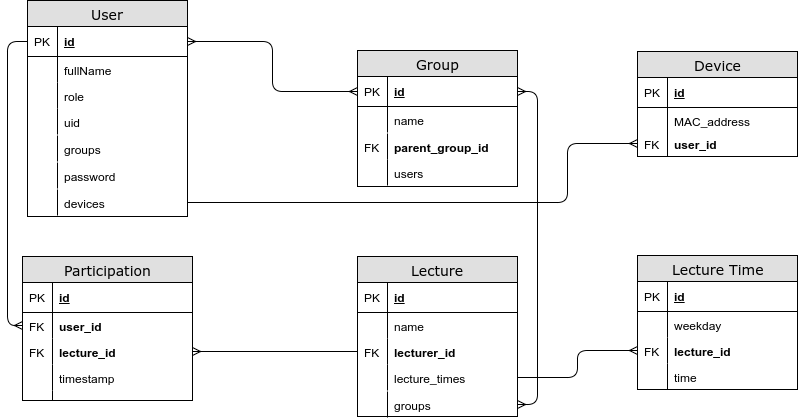 User
PK id
fullName
role
uid
groups
password
devices
Group
PK id
name
FK parent_group_id
users
Device
PK id
MAC_address
FK user_id
Participation
PK id
FK user_id
FK lecture_id
timestamp
Lecture
PK id
name
FK lecturer_id
lecture_times
groups
Lecture Time
PK id
weekday
FK lecture_id
time